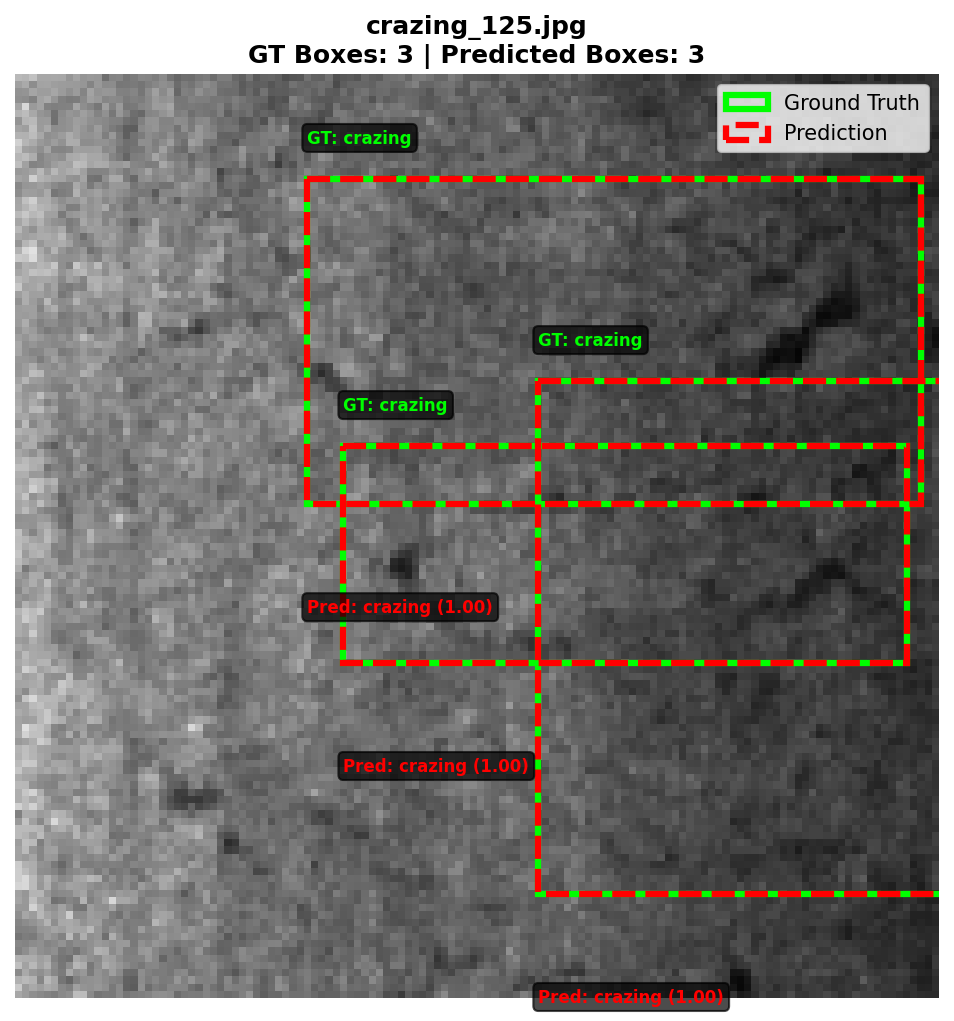 crazing_125.jpg
GT Boxes: 3 | Predicted Boxes: 3
Ground Truth
Prediction
GT: crazing
GT: crazing
GT: crazing
Pred: crazing (1.00)
Pred: crazing (1.00)
Pred: crazing (1.00)